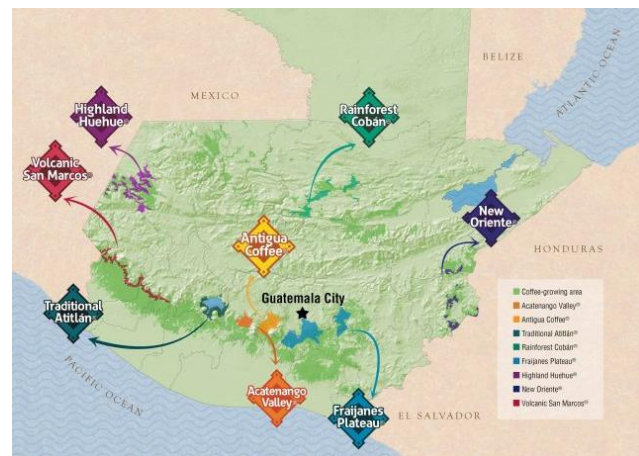 MEXICO
BELIZE
ATLANTIC OCEAN
Highland
Huehue®
Rainforest
Cobán®
Volcanic
San Marcos®
New
Oriente®
Antigua
Coffee®
HONDURAS
Guatemala City
Traditional
Atitlán®
Coffee-growing area
Acatenango Valley®
Antigua Coffee®
Traditional Atitlán®
Rainforest Cobán®
Fraijanes Plateau®
Highland Huehue®
New Oriente®
Volcanic San Marcos®
PACIFIC OCEAN
Acatenango
Valley®
Fraijanes
Plateau®
EL SALVADOR